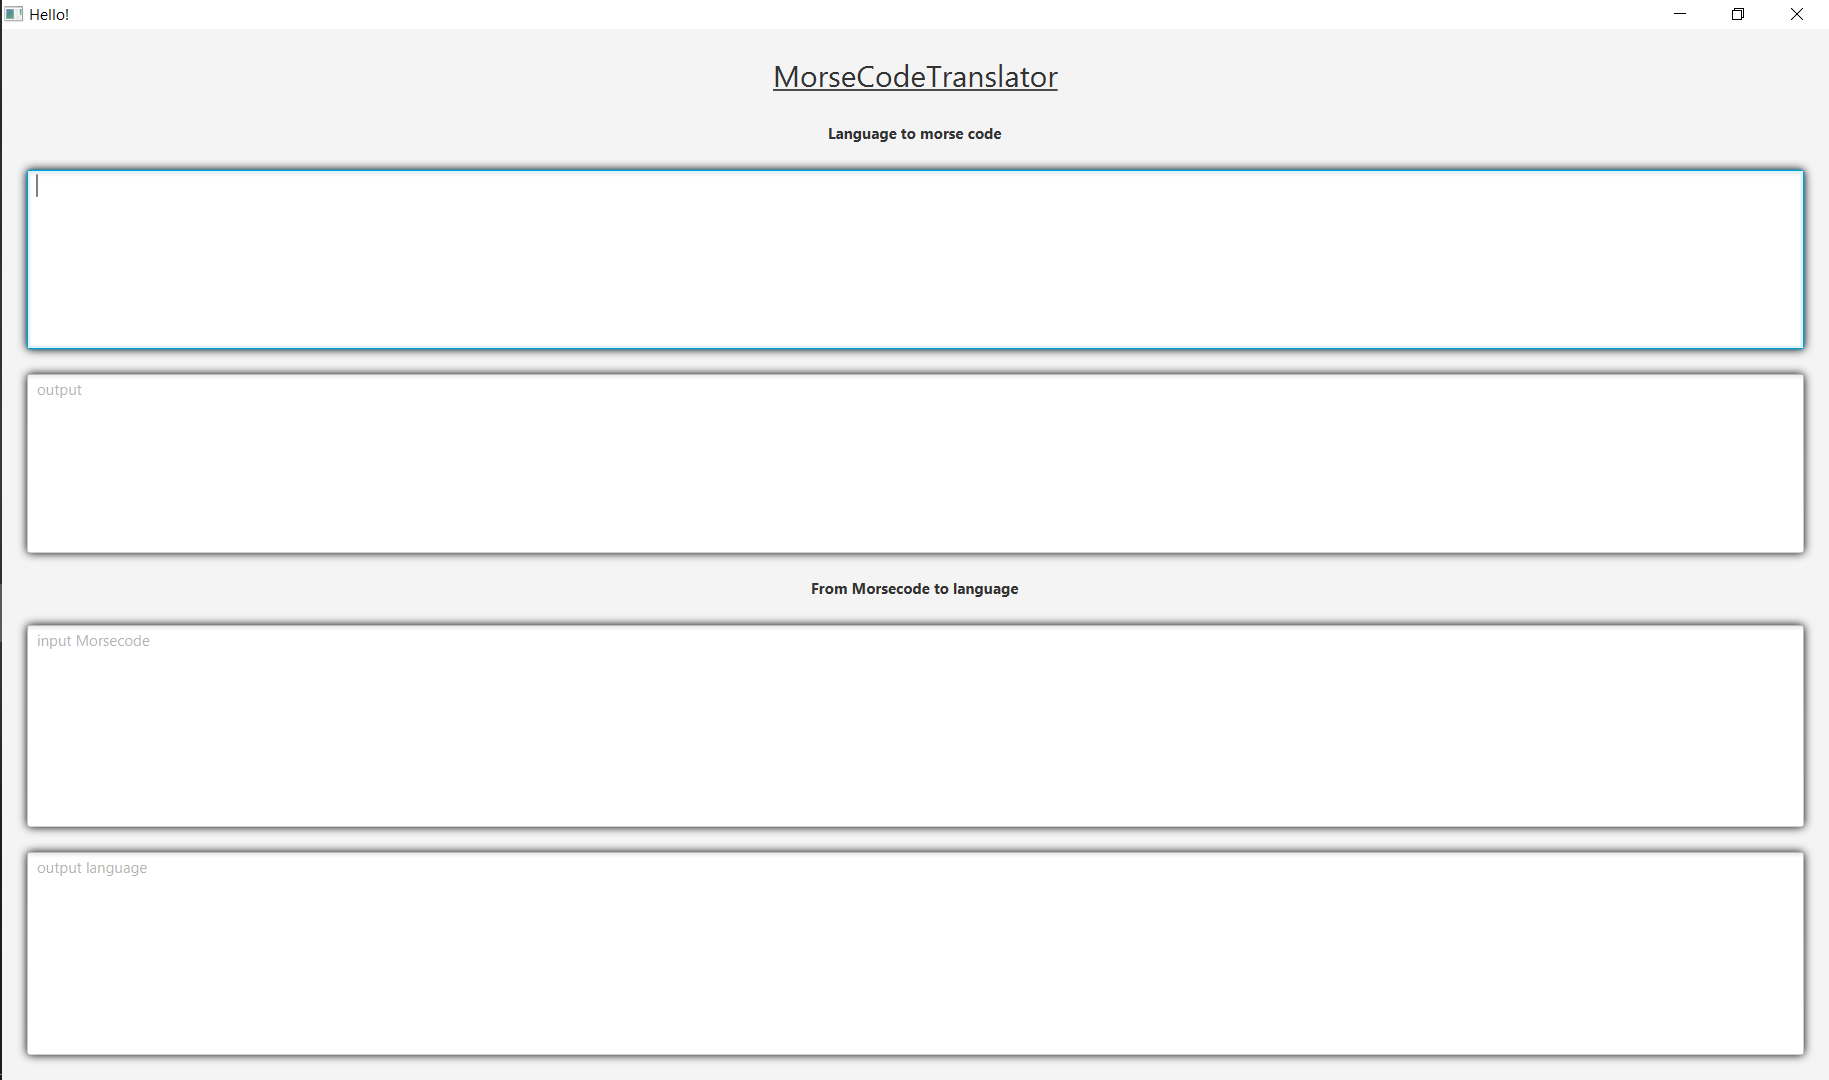 Hello!
MorseCodeTranslator
Language to morse code
output
From Morsecode to language
input Morsecode
output language